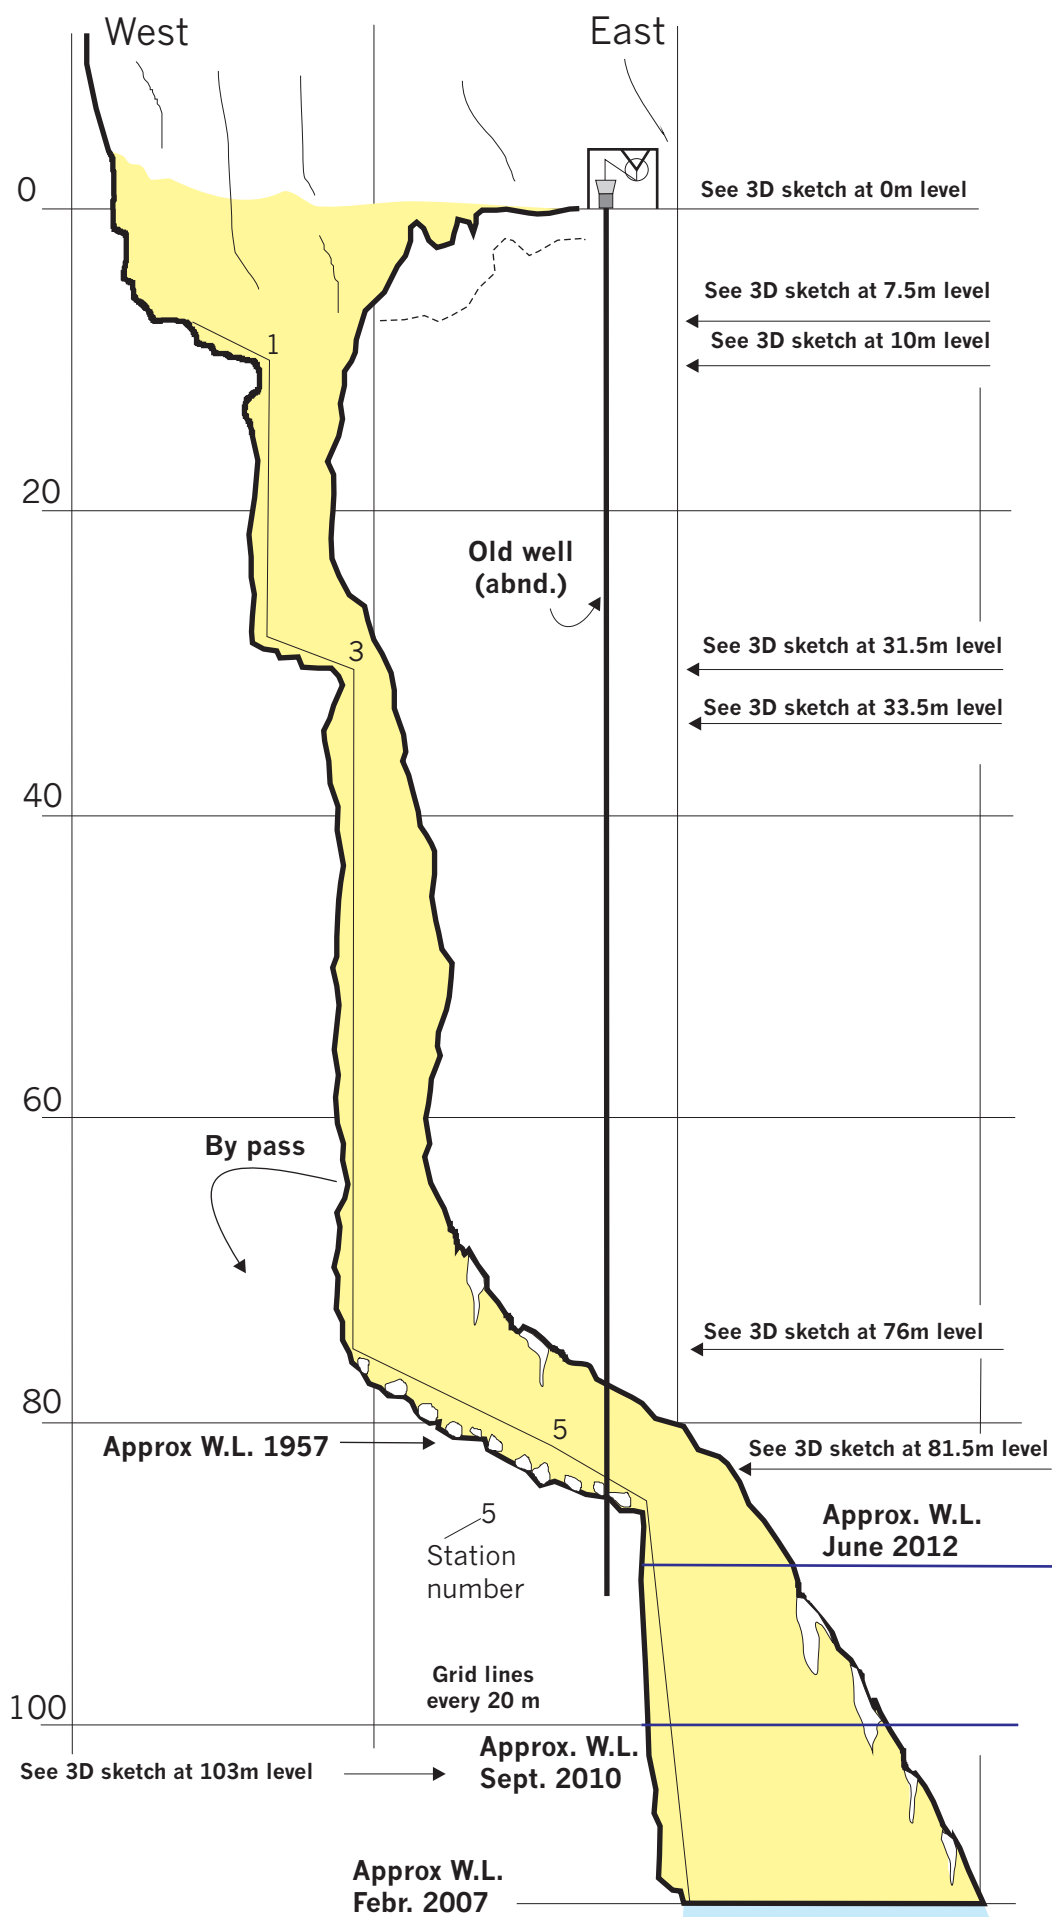 West
East
0
See 3D sketch at 0m level
See 3D sketch at 7.5m level
1
See 3D sketch at 10m level
20
Old well
(abnd.)
3
See 3D sketch at 31.5m level
See 3D sketch at 33.5m level
40
60
By pass
See 3D sketch at 76m level
80
5
Approx W.L. 1957
See 3D sketch at 81.5m level
5
Station
number
Approx. W.L.
June 2012
Grid lines
every 20 m
100
Approx. W.L.
Sept. 2010
See 3D sketch at 103m level
Approx W.L.
Febr. 2007